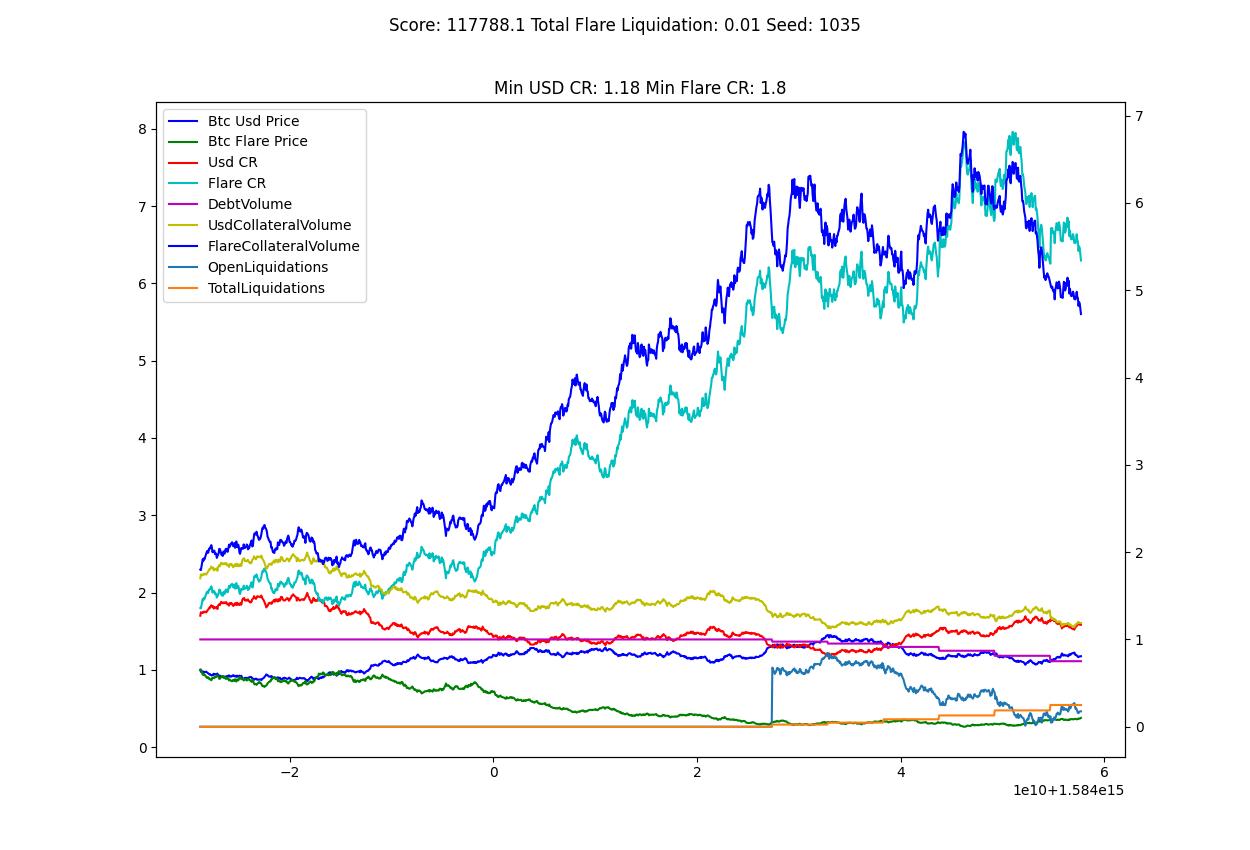 Score: 117788.1 Total Flare Liquidation: 0.01 Seed: 1035
Min USD CR: 1.18 Min Flare CR: 1.8
Btc Usd Price
Btc Flare Price
Usd CR
Flare CR
DebtVolume
UsdCollateralVolume
FlareCollateralVolume
OpenLiquidations
TotalLiquidations
8
7
6
5
4
3
2
1
0
7
6
5
4
3
2
1
0
−2
0
2
4
6
1e10+1.584e15